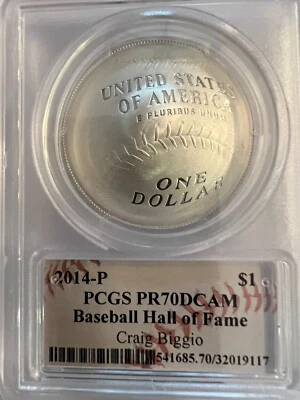 UNITED STATES
OF AMERICA
E PLURIBUS UNUM
ONE
DOLLAR
2014-P $1
PCGS PR70DCAM
Baseball Hall of Fame
Craig Biggio
541685.70/32019117